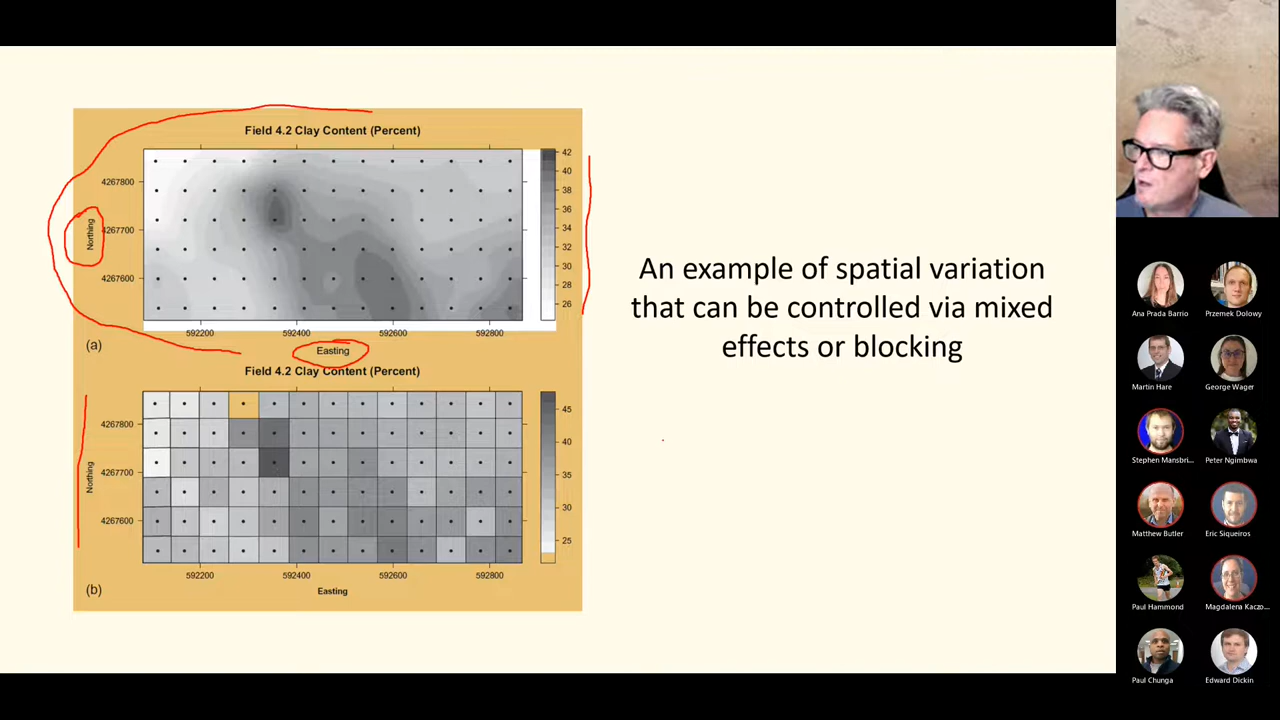 Field 4.2 Clay Content (Percent)
42
40
38
36
34
32
30
28
26
4267800
4267700
4267600
Northing
592200
592400
592600
592800
(a)
Easting
Field 4.2 Clay Content (Percent)
45
40
35
30
25
4267800
4267700
4267600
Northing
592200
592400
592600
592800
(b)
Easting
An example of spatial variation
that can be controlled via mixed
effects or blocking
Ana Prada Barrio
Przemek Dolowy
Martin Hare
George Wager
Stephen Mansbri...
Peter Ngimbwa
Matthew Butler
Eric Siqueiros
Paul Hammond
Magdalena Kaczo...
Paul Chunga
Edward Dickin